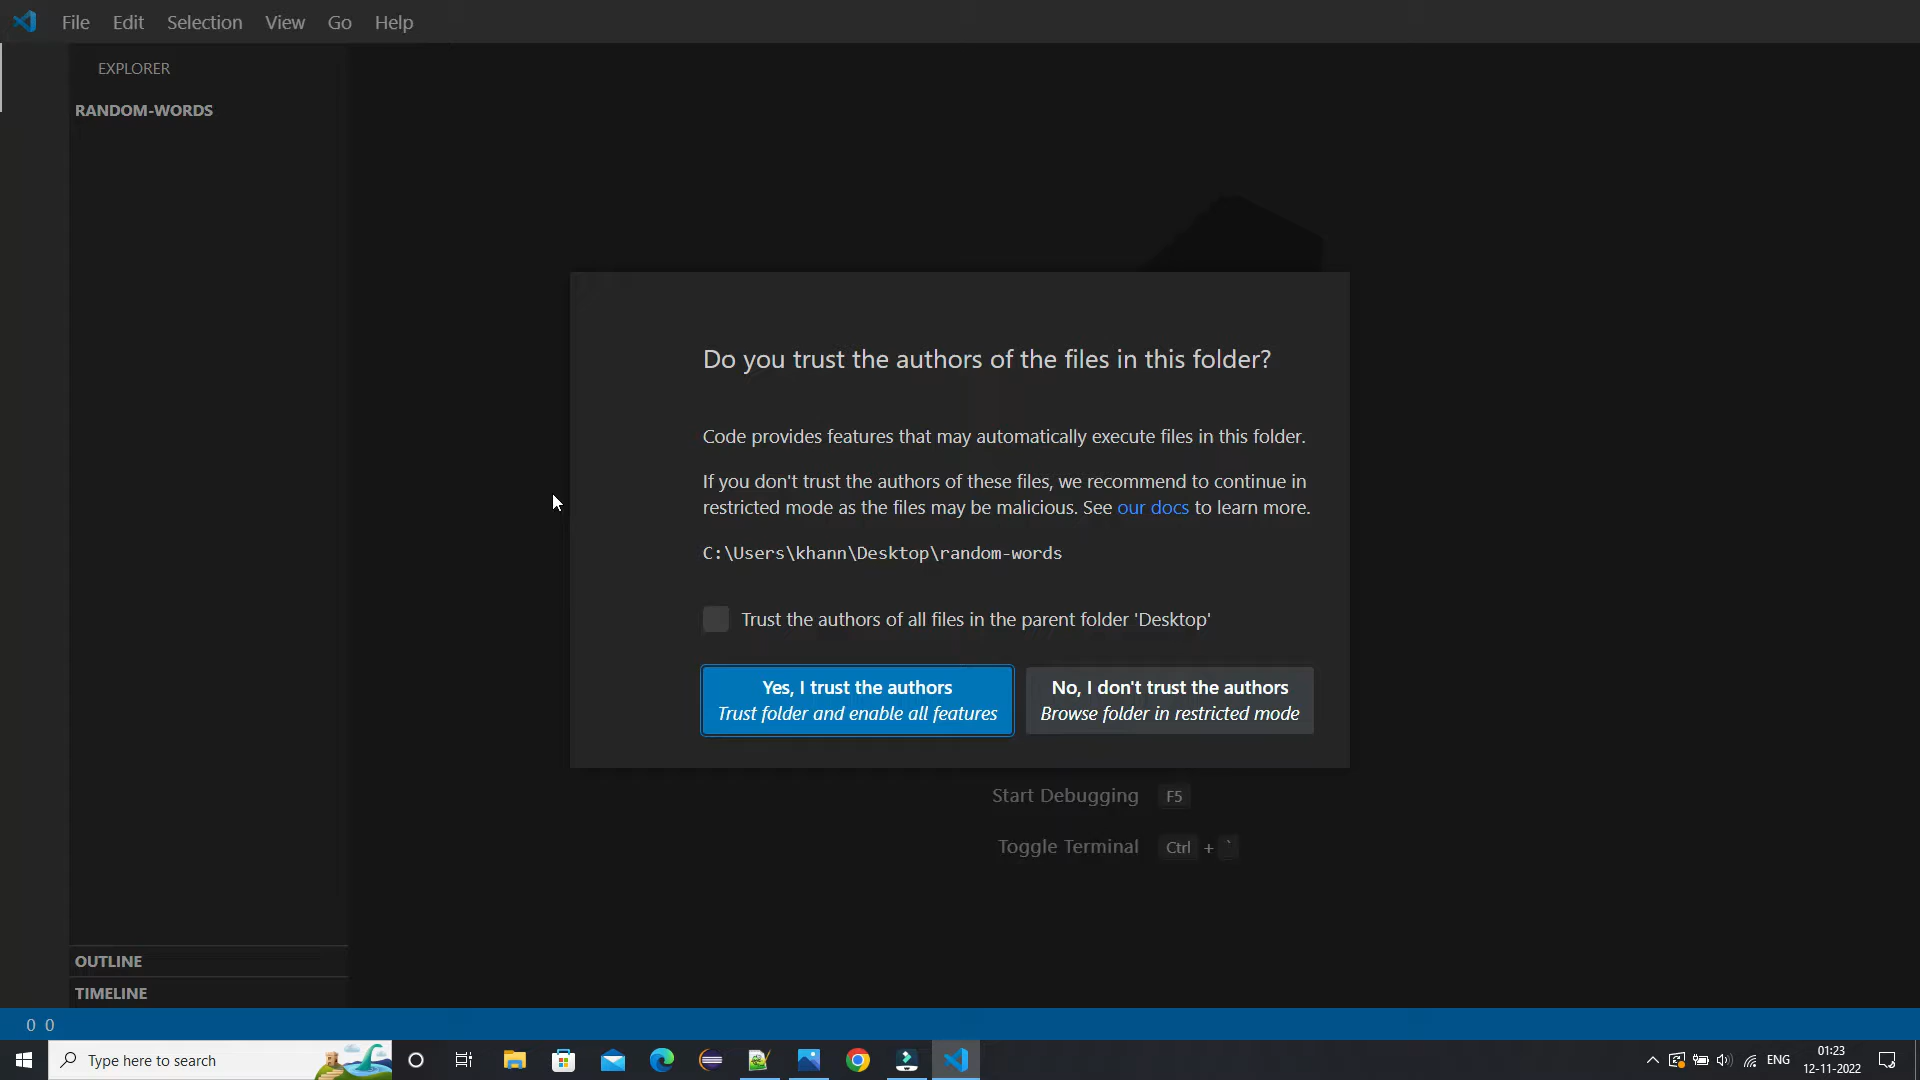 File Edit Selection View Go Help
EXPLORER
RANDOM-WORDS
Do you trust the authors of the files in this folder?
Code provides features that may automatically execute files in this folder.
If you don't trust the authors of these files, we recommend to continue in
restricted mode as the files may be malicious. See our docs to learn more.
C:\Users\khann\Desktop\random-words
Trust the authors of all files in the parent folder 'Desktop'
Yes, I trust the authors
Trust folder and enable all features
No, I don't trust the authors
Browse folder in restricted mode
Start Debugging F5
Toggle Terminal Ctrl + `
OUTLINE
TIMELINE
0 0
Type here to search
ENG
01:23
12-11-2022